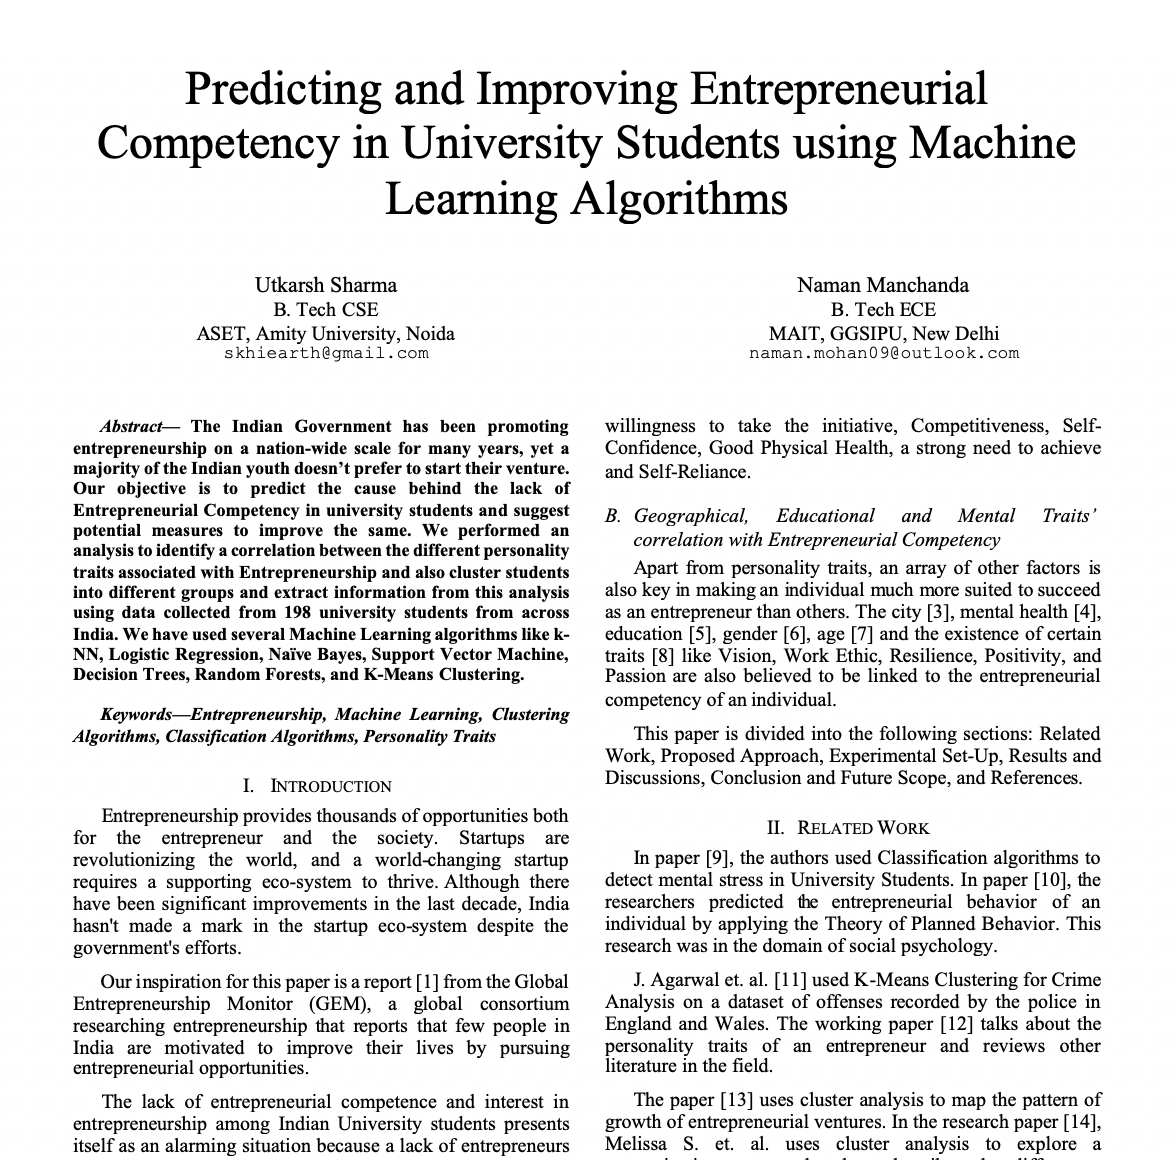 Predicting and Improving Entrepreneurial
Competency in University Students using Machine
Learning Algorithms
Utkarsh Sharma
B. Tech CSE
ASET, Amity University, Noida
skhiearth@gmail.com
Naman Manchanda
B. Tech ECE
MAIT, GGSIPU, New Delhi
naman.mohan09@outlook.com
Abstract— The Indian Government has been promoting
entrepreneurship on a nation-wide scale for many years, yet a
majority of the Indian youth doesn't prefer to start their venture.
Our objective is to predict the cause behind the lack of
Entrepreneurial Competency in university students and suggest
potential measures to improve the same. We performed an
analysis to identify a correlation between the different personality
traits associated with Entrepreneurship and also cluster students
into different groups and extract information from this analysis
using data collected from 198 university students from across
India. We have used several Machine Learning algorithms like k-
NN, Logistic Regression, Naïve Bayes, Support Vector Machine,
Decision Trees, Random Forests, and K-Means Clustering.
Keywords—Entrepreneurship, Machine Learning, Clustering
Algorithms, Classification Algorithms, Personality Traits
I. INTRODUCTION
Entrepreneurship provides thousands of opportunities both
for the entrepreneur and the society. Startups are
revolutionizing the world, and a world-changing startup
requires a supporting eco-system to thrive. Although there
have been significant improvements in the last decade, India
hasn't made a mark in the startup eco-system despite the
government's efforts.
Our inspiration for this paper is a report [1] from the Global
Entrepreneurship Monitor (GEM), a global consortium
researching entrepreneurship that reports that few people in
India are motivated to improve their lives by pursuing
entrepreneurial opportunities.
The lack of entrepreneurial competence and interest in
entrepreneurship among Indian University students presents
itself as an alarming situation because a lack of entrepreneurs
willingness to take the initiative, Competitiveness, Self-
Confidence, Good Physical Health, a strong need to achieve
and Self-Reliance.
B. Geographical, Educational and Mental Traits'
correlation with Entrepreneurial Competency
Apart from personality traits, an array of other factors is
also key in making an individual much more suited to succeed
as an entrepreneur than others. The city [3], mental health [4],
education [5], gender [6], age [7] and the existence of certain
traits [8] like Vision, Work Ethic, Resilience, Positivity, and
Passion are also believed to be linked to the entrepreneurial
competency of an individual.
This paper is divided into the following sections: Related
Work, Proposed Approach, Experimental Set-Up, Results and
Discussions, Conclusion and Future Scope, and References.
II. RELATED WORK
In paper [9], the authors used Classification algorithms to
detect mental stress in University Students. In paper [10], the
researchers predicted the entrepreneurial behavior of an
individual by applying the Theory of Planned Behavior. This
research was in the domain of social psychology.
J. Agarwal et. al. [11] used K-Means Clustering for Crime
Analysis on a dataset of offenses recorded by the police in
England and Wales. The working paper [12] talks about the
personality traits of an entrepreneur and reviews other
literature in the field.
The paper [13] uses cluster analysis to map the pattern of
growth of entrepreneurial ventures. In the research paper [14],
Melissa S. et. al. uses cluster analysis to explore a